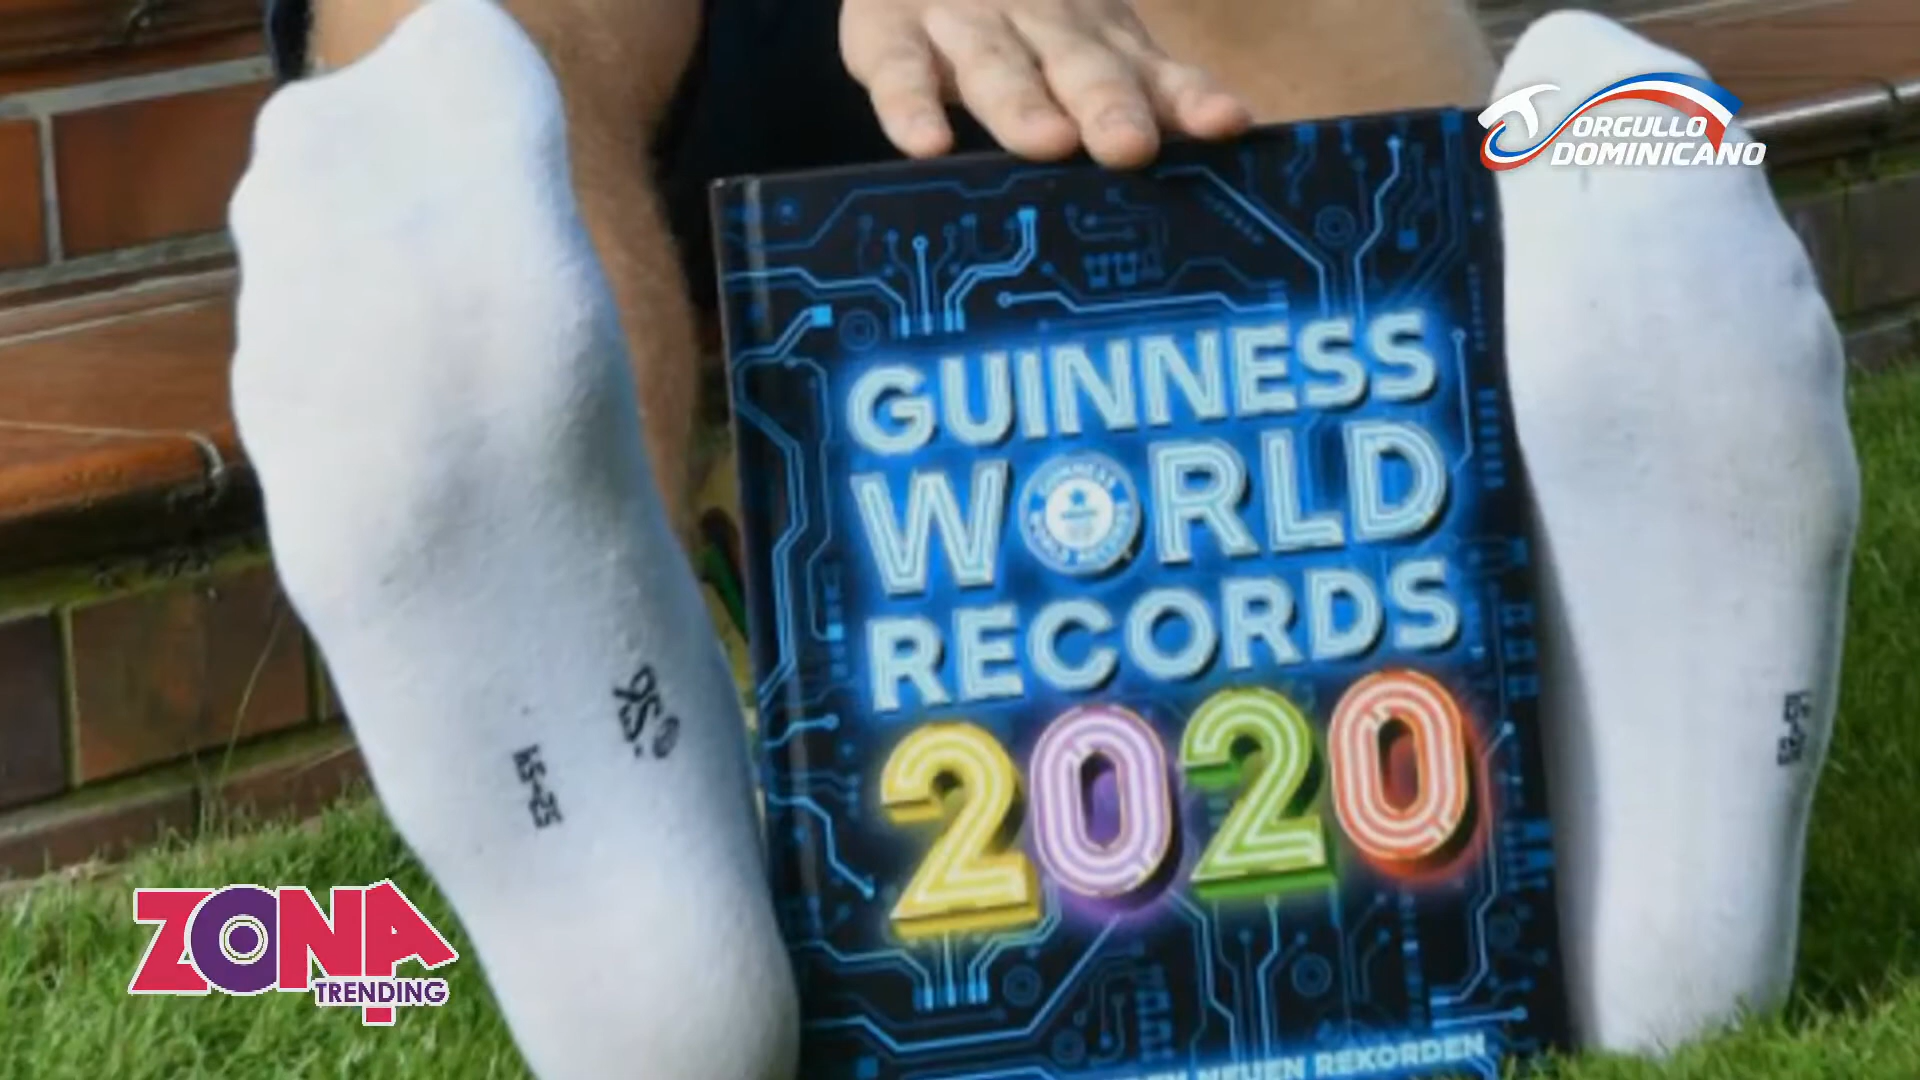 ORGULLO
DOMINICANO
GUINNESS
WORLD
RECORDS
2020
NEUEN REKORDEN
ZONA
TRENDING